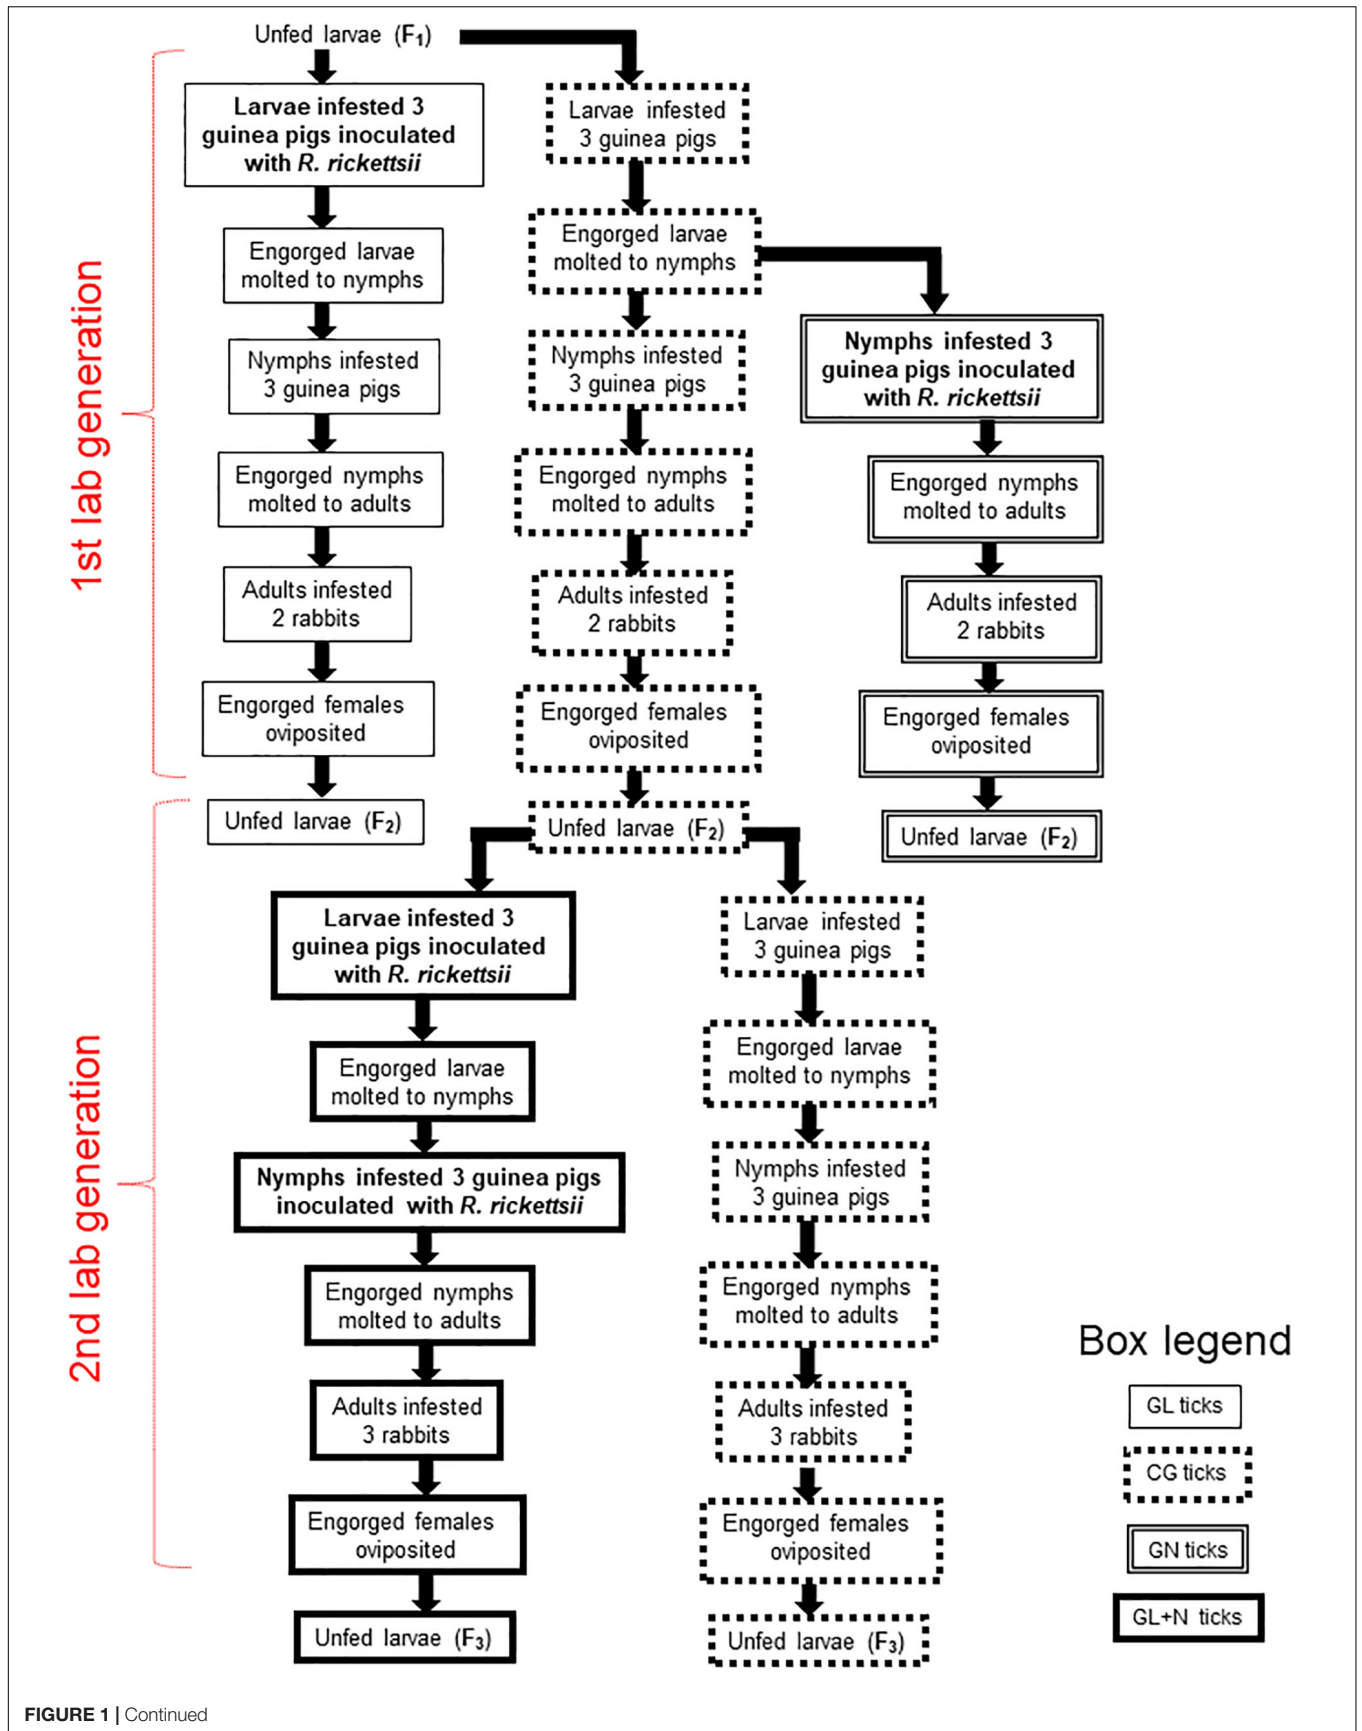 Unfed larvae (F₁)
1st lab generation
Larvae infested 3
guinea pigs inoculated
with R. rickettsii
Engorged larvae
molted to nymphs
Nymphs infested
3 guinea pigs
Engorged nymphs
molted to adults
Adults infested
2 rabbits
Engorged females
oviposited
Unfed larvae (F₂)
Larvae infested
3 guinea pigs
Engorged larvae
molted to nymphs
Nymphs infested
3 guinea pigs
Engorged nymphs
molted to adults
Adults infested
2 rabbits
Engorged females
oviposited
Unfed larvae (F₂)
Nymphs infested 3
guinea pigs inoculated
with R. rickettsii
Engorged nymphs
molted to adults
Adults infested
2 rabbits
Engorged females
oviposited
Unfed larvae (F₂)
2nd lab generation
Larvae infested 3
guinea pigs inoculated
with R. rickettsii
Engorged larvae
molted to nymphs
Nymphs infested 3 guinea pigs
inoculated with R. rickettsii
Engorged nymphs
molted to adults
Adults infested
3 rabbits
Engorged females
oviposited
Unfed larvae (F₃)
Larvae infested
3 guinea pigs
Engorged larvae
molted to nymphs
Nymphs infested
3 guinea pigs
Engorged nymphs
molted to adults
Adults infested
3 rabbits
Engorged females
oviposited
Unfed larvae (F₃)
Box legend
GL ticks
CG ticks
GN ticks
GL+N ticks
FIGURE 1 | Continued